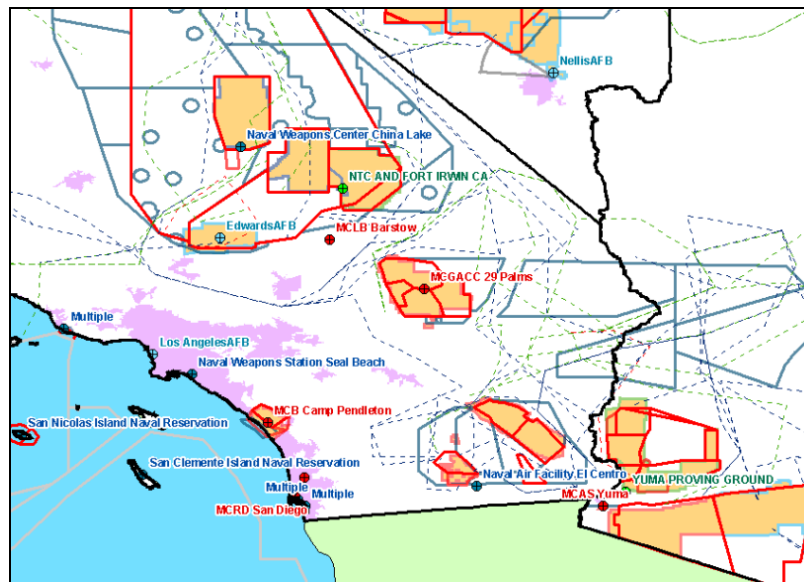 NellisAFB
Naval Weapons Center China Lake
NTC AND FORT IRWIN CA
EdwardsAFB
MCLB Barstow
MCGACC 29 Palms
Multiple
Los AngelesAFB
Naval Weapons Station Seal Beach
MCB Camp Pendleton
San Nicolas Island Naval Reservation
San Clemente Island Naval Reservation
Naval Air Facility El Centro
YUMA PROVING GROUND
Multiple
Multiple
MCAS Yuma
MCRD San Diego